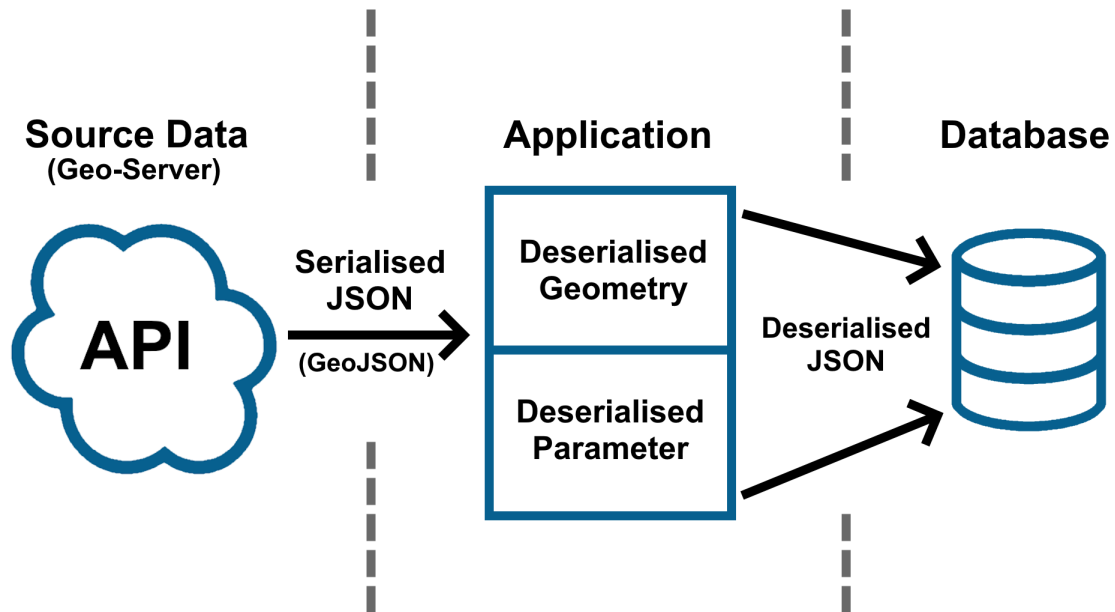 Source Data
(Geo-Server)
API
Serialised
JSON
(GeoJSON)
Application
Deserialised
Geometry
Deserialised
Parameter
Deserialised
JSON
Database